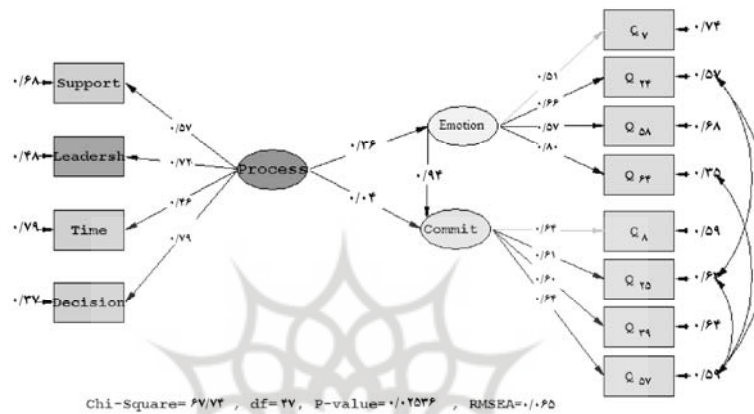 ۰/۶۸ Support
۰/۴۸ Leadersh
۰/۷۹ Time
۰/۳۷ Decision
۰/۵۷
۰/۷۲
۰/۴۶
۰/۷۹
Process
۰/۳۶
۰/۰۴
Emotion
۰/۹۴
Commit
۰/۵۱
۰/۶۶
۰/۵۷
۰/۸۰
۰/۶۴
۰/۶۱
۰/۶۰
۰/۶۴
Q ۷ ۰/۷۴
Q ۲۴ ۰/۵۷
Q ۵۸ ۰/۶۸
Q ۶۴ ۰/۳۵
Q ۸ ۰/۵۹
Q ۲۵ ۰/۶۲
Q ۳۹ ۰/۶۴
Q ۵۷ ۰/۵۹
Chi-Square= ۶۷/۷۴ , df= ۴۷, P-value= ۰/۰۲۵۳۶ , RMSEA=۰/۰۶۵